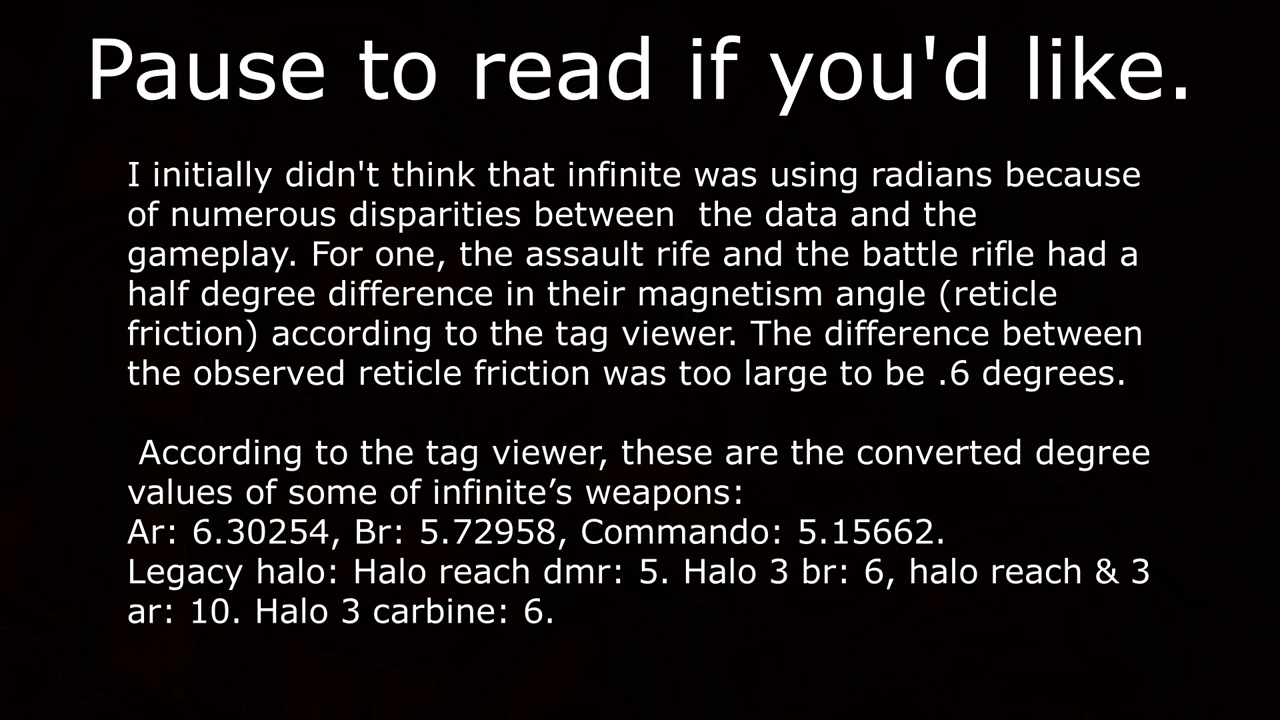 Pause to read if you'd like.
I initially didn't think that infinite was using radians because
of numerous disparities between  the data and the
gameplay. For one, the assault rife and the battle rifle had a
half degree difference in their magnetism angle (reticle
friction) according to the tag viewer. The difference between
the observed reticle friction was too large to be .6 degrees.
According to the tag viewer, these are the converted degree
values of some of infinite’s weapons:
Ar: 6.30254, Br: 5.72958, Commando: 5.15662.
Legacy halo: Halo reach dmr: 5. Halo 3 br: 6, halo reach & 3
ar: 10. Halo 3 carbine: 6.